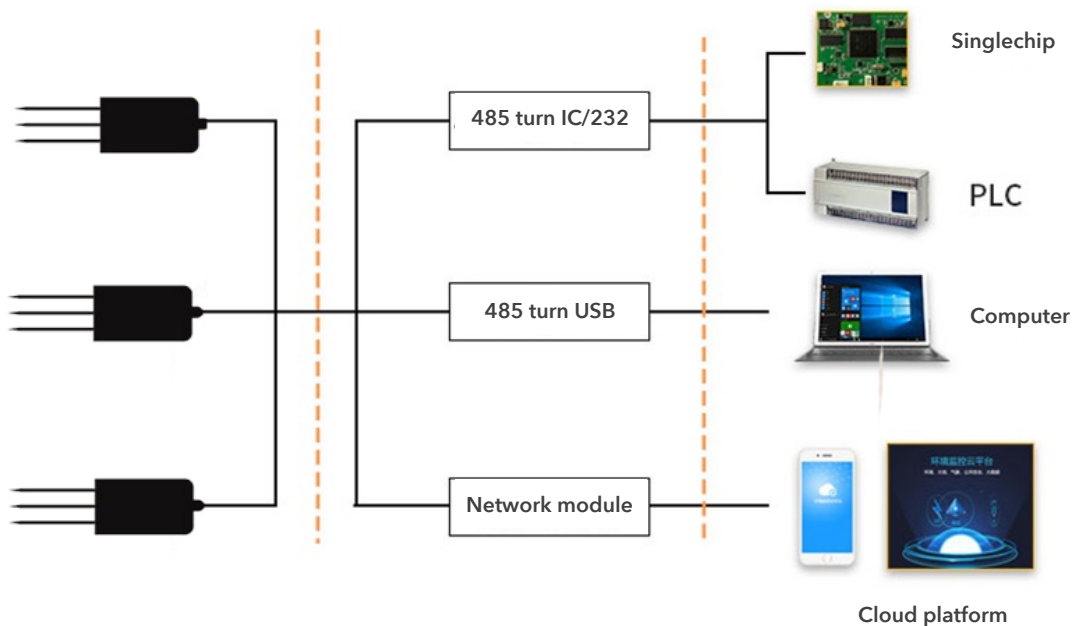 Singlechip
485 turn IC/232
PLC
485 turn USB
Computer
Network module
环境监控云平台
Cloud platform